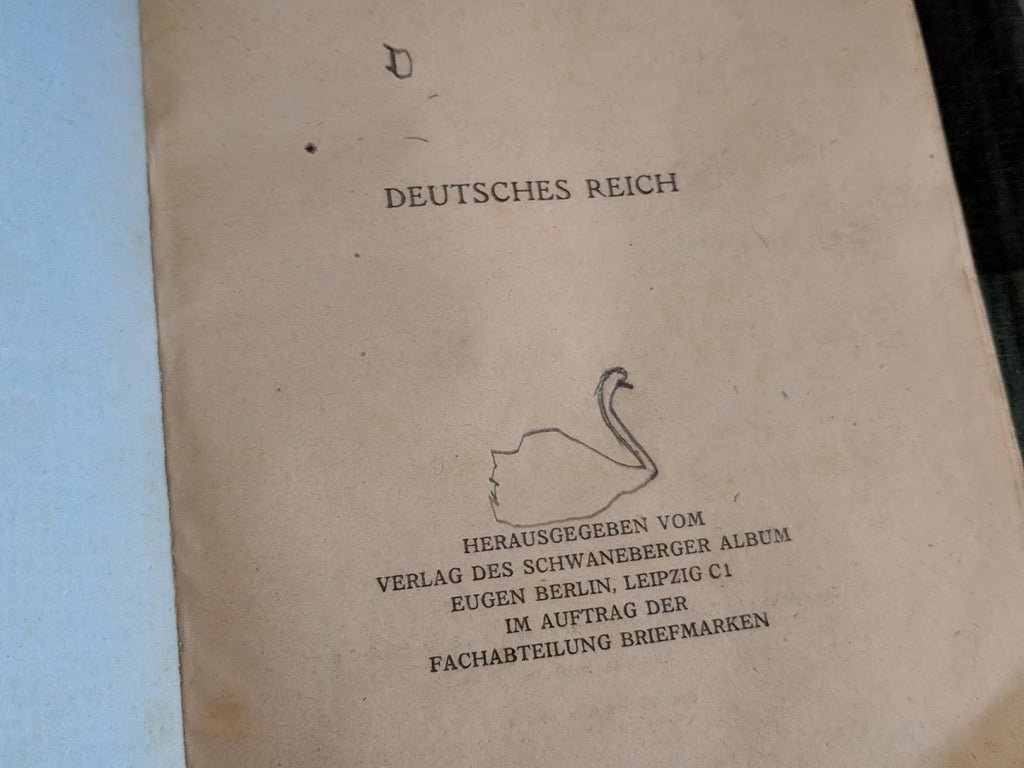 D
DEUTSCHES REICH
HERAUSGEGEBEN VOM
VERLAG DES SCHWANEBERGER ALBUM
EUGEN BERLIN, LEIPZIG C1
IM AUFTRAG DER
FACHABTEILUNG BRIEFMARKEN